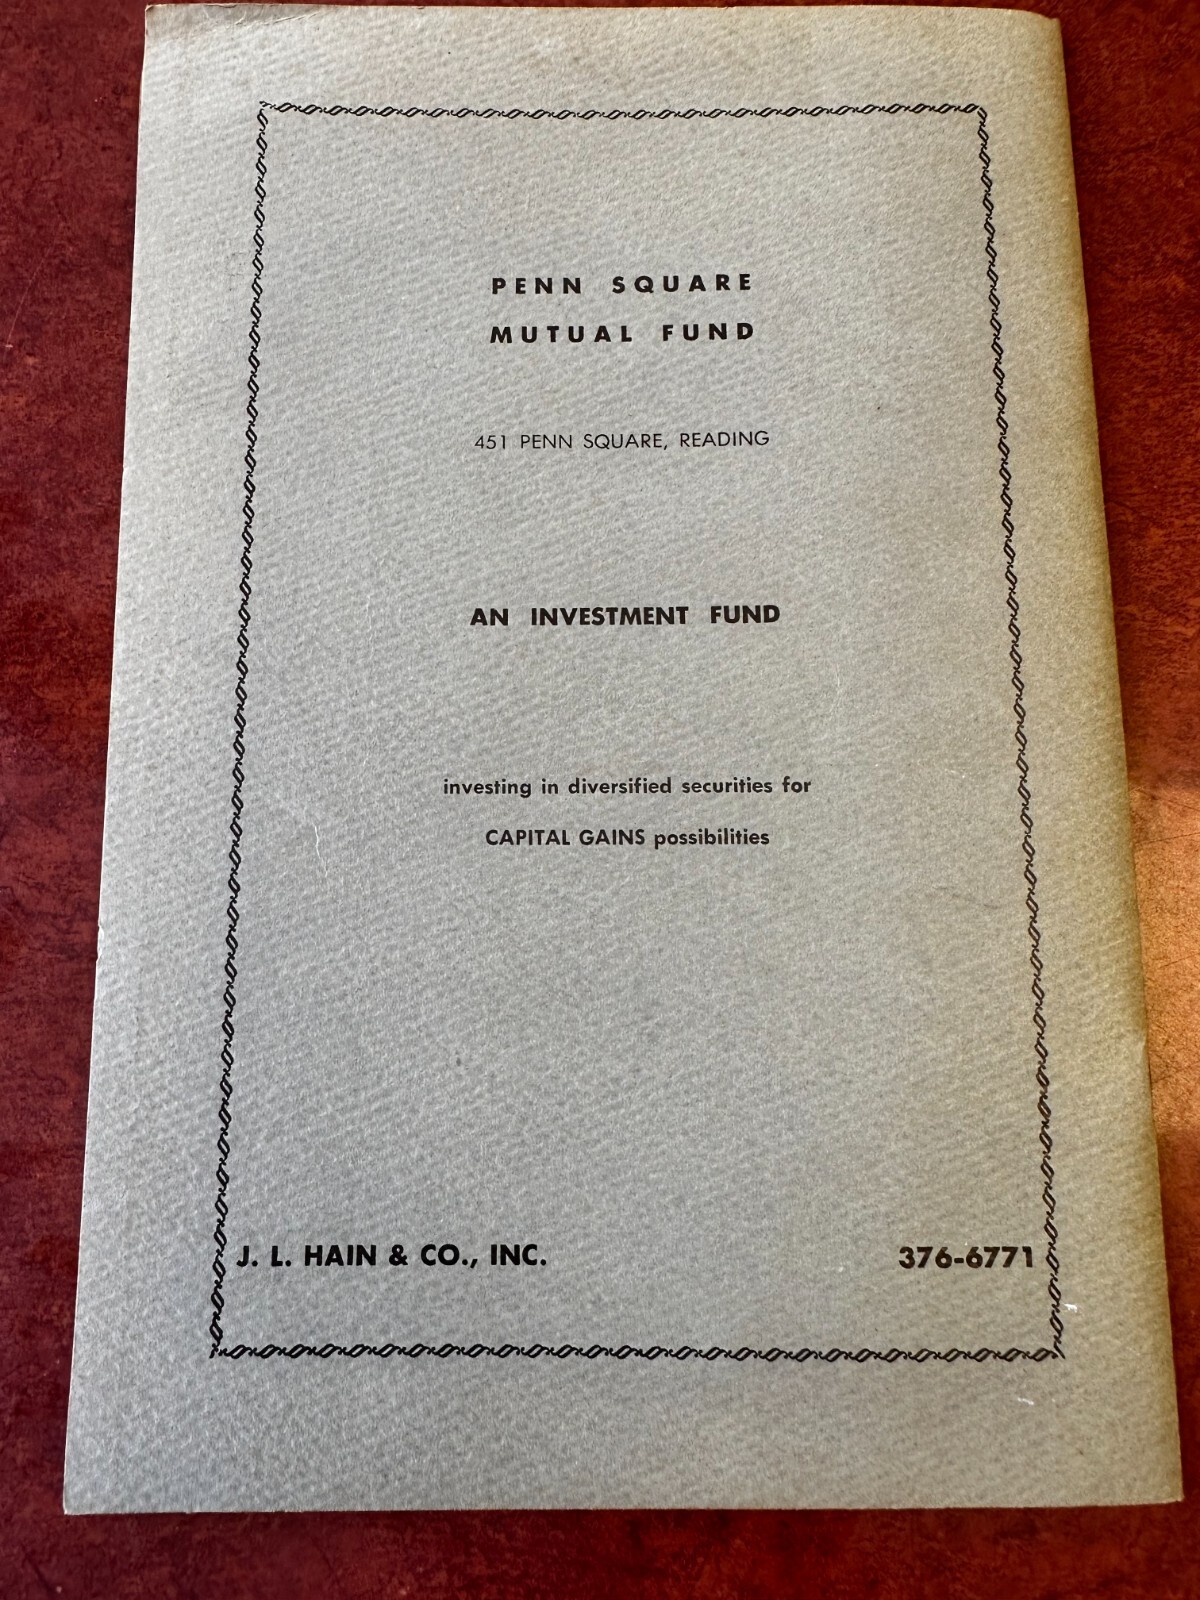 PENN SQUARE
MUTUAL FUND
451 PENN SQUARE, READING
AN INVESTMENT FUND
investing in diversified securities for
CAPITAL GAINS possibilities
J. L. HAIN & CO., INC. 376-6771